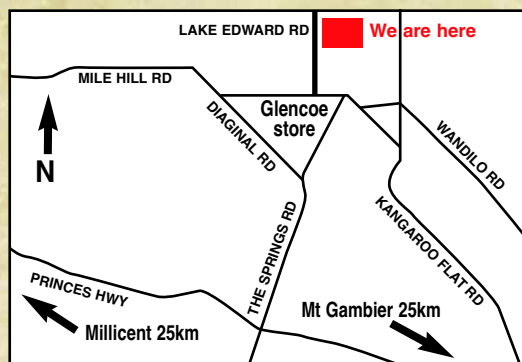 LAKE EDWARD RD
We are here
MILE HILL RD
Glencoe
store
DIAGINAL RD
WANDILO RD
N
KANGAROO FLAT RD
THE SPRINGS RD
PRINCES HWY
Mt Gambier 25km
Millicent 25km